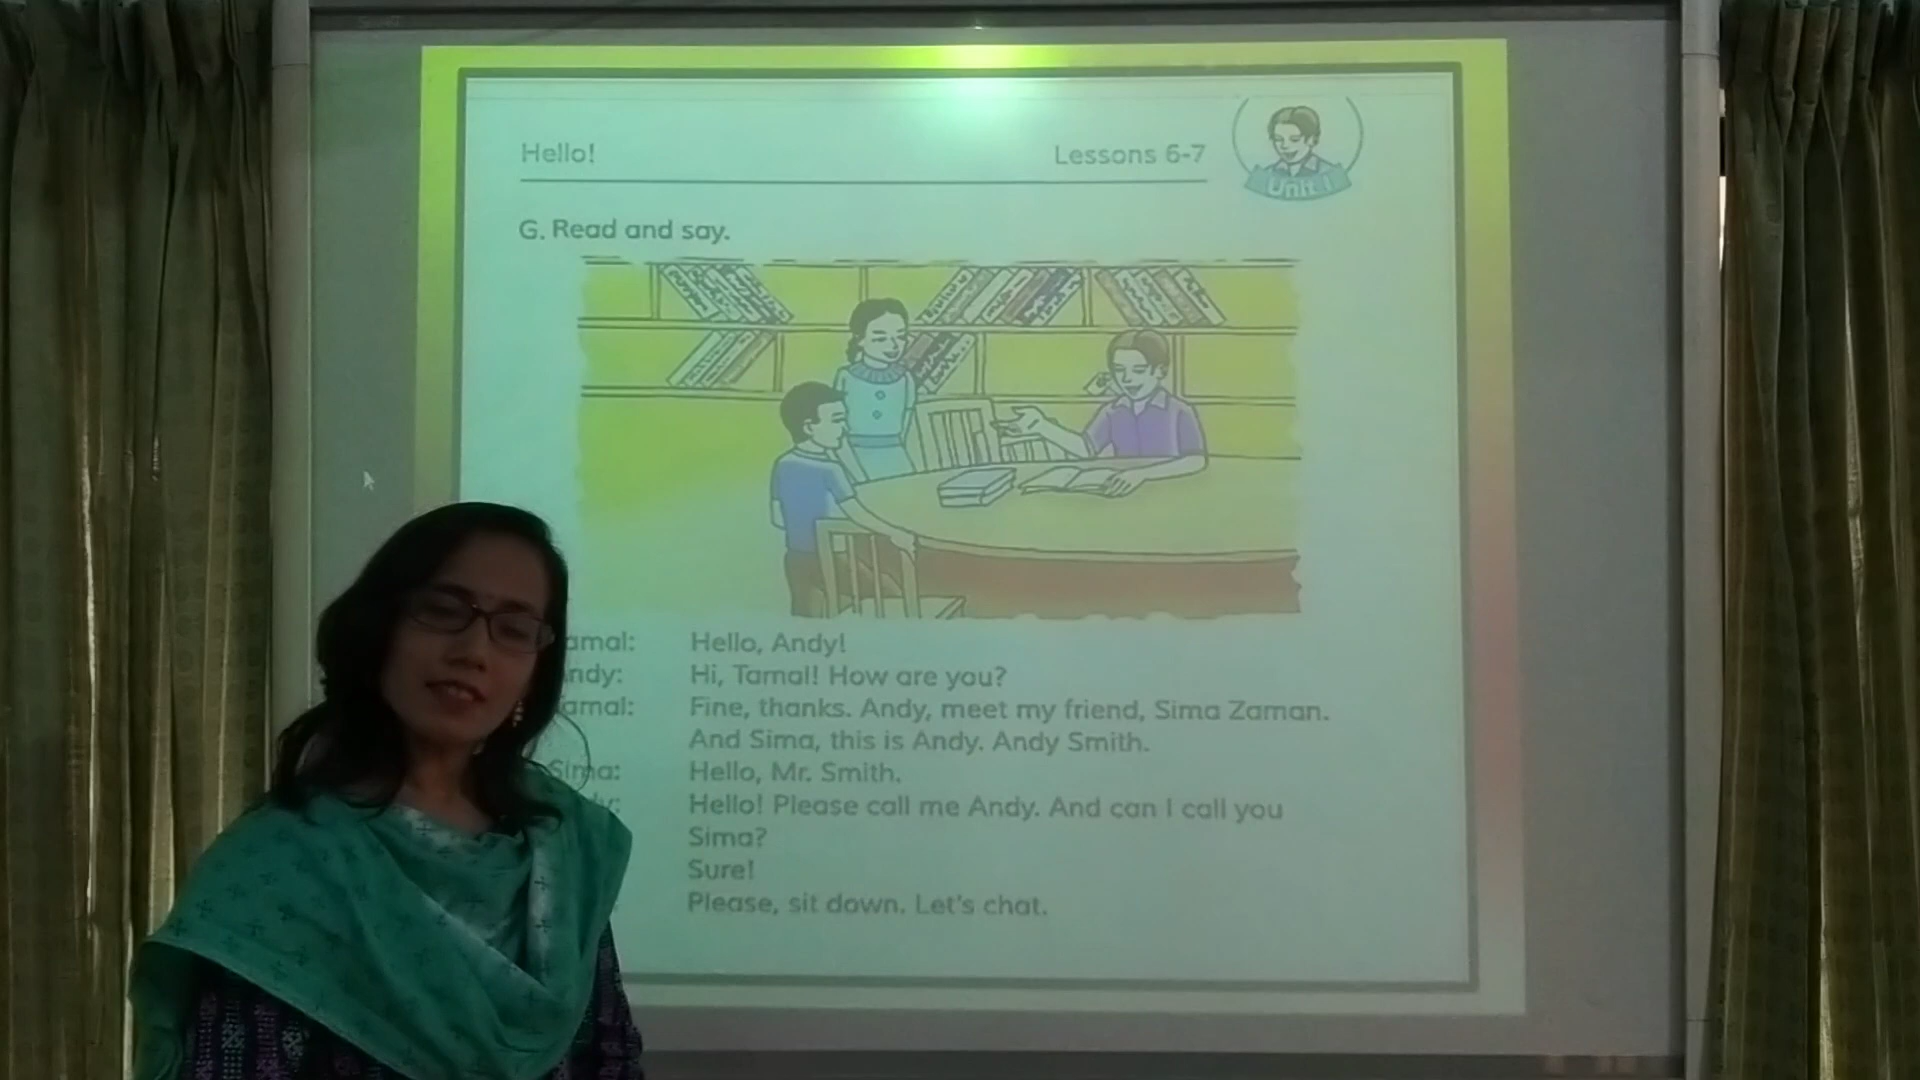 Hello! Lessons 6-7
Unit 1
G. Read and say.
amal: Hello, Andy!
ndy: Hi, Tamal! How are you?
amal: Fine, thanks. Andy, meet my friend, Sima Zaman.
And Sima, this is Andy. Andy Smith.
Sima: Hello, Mr. Smith.
Hello! Please call me Andy. And can I call you
Sima?
Sure!
Please, sit down. Let's chat.